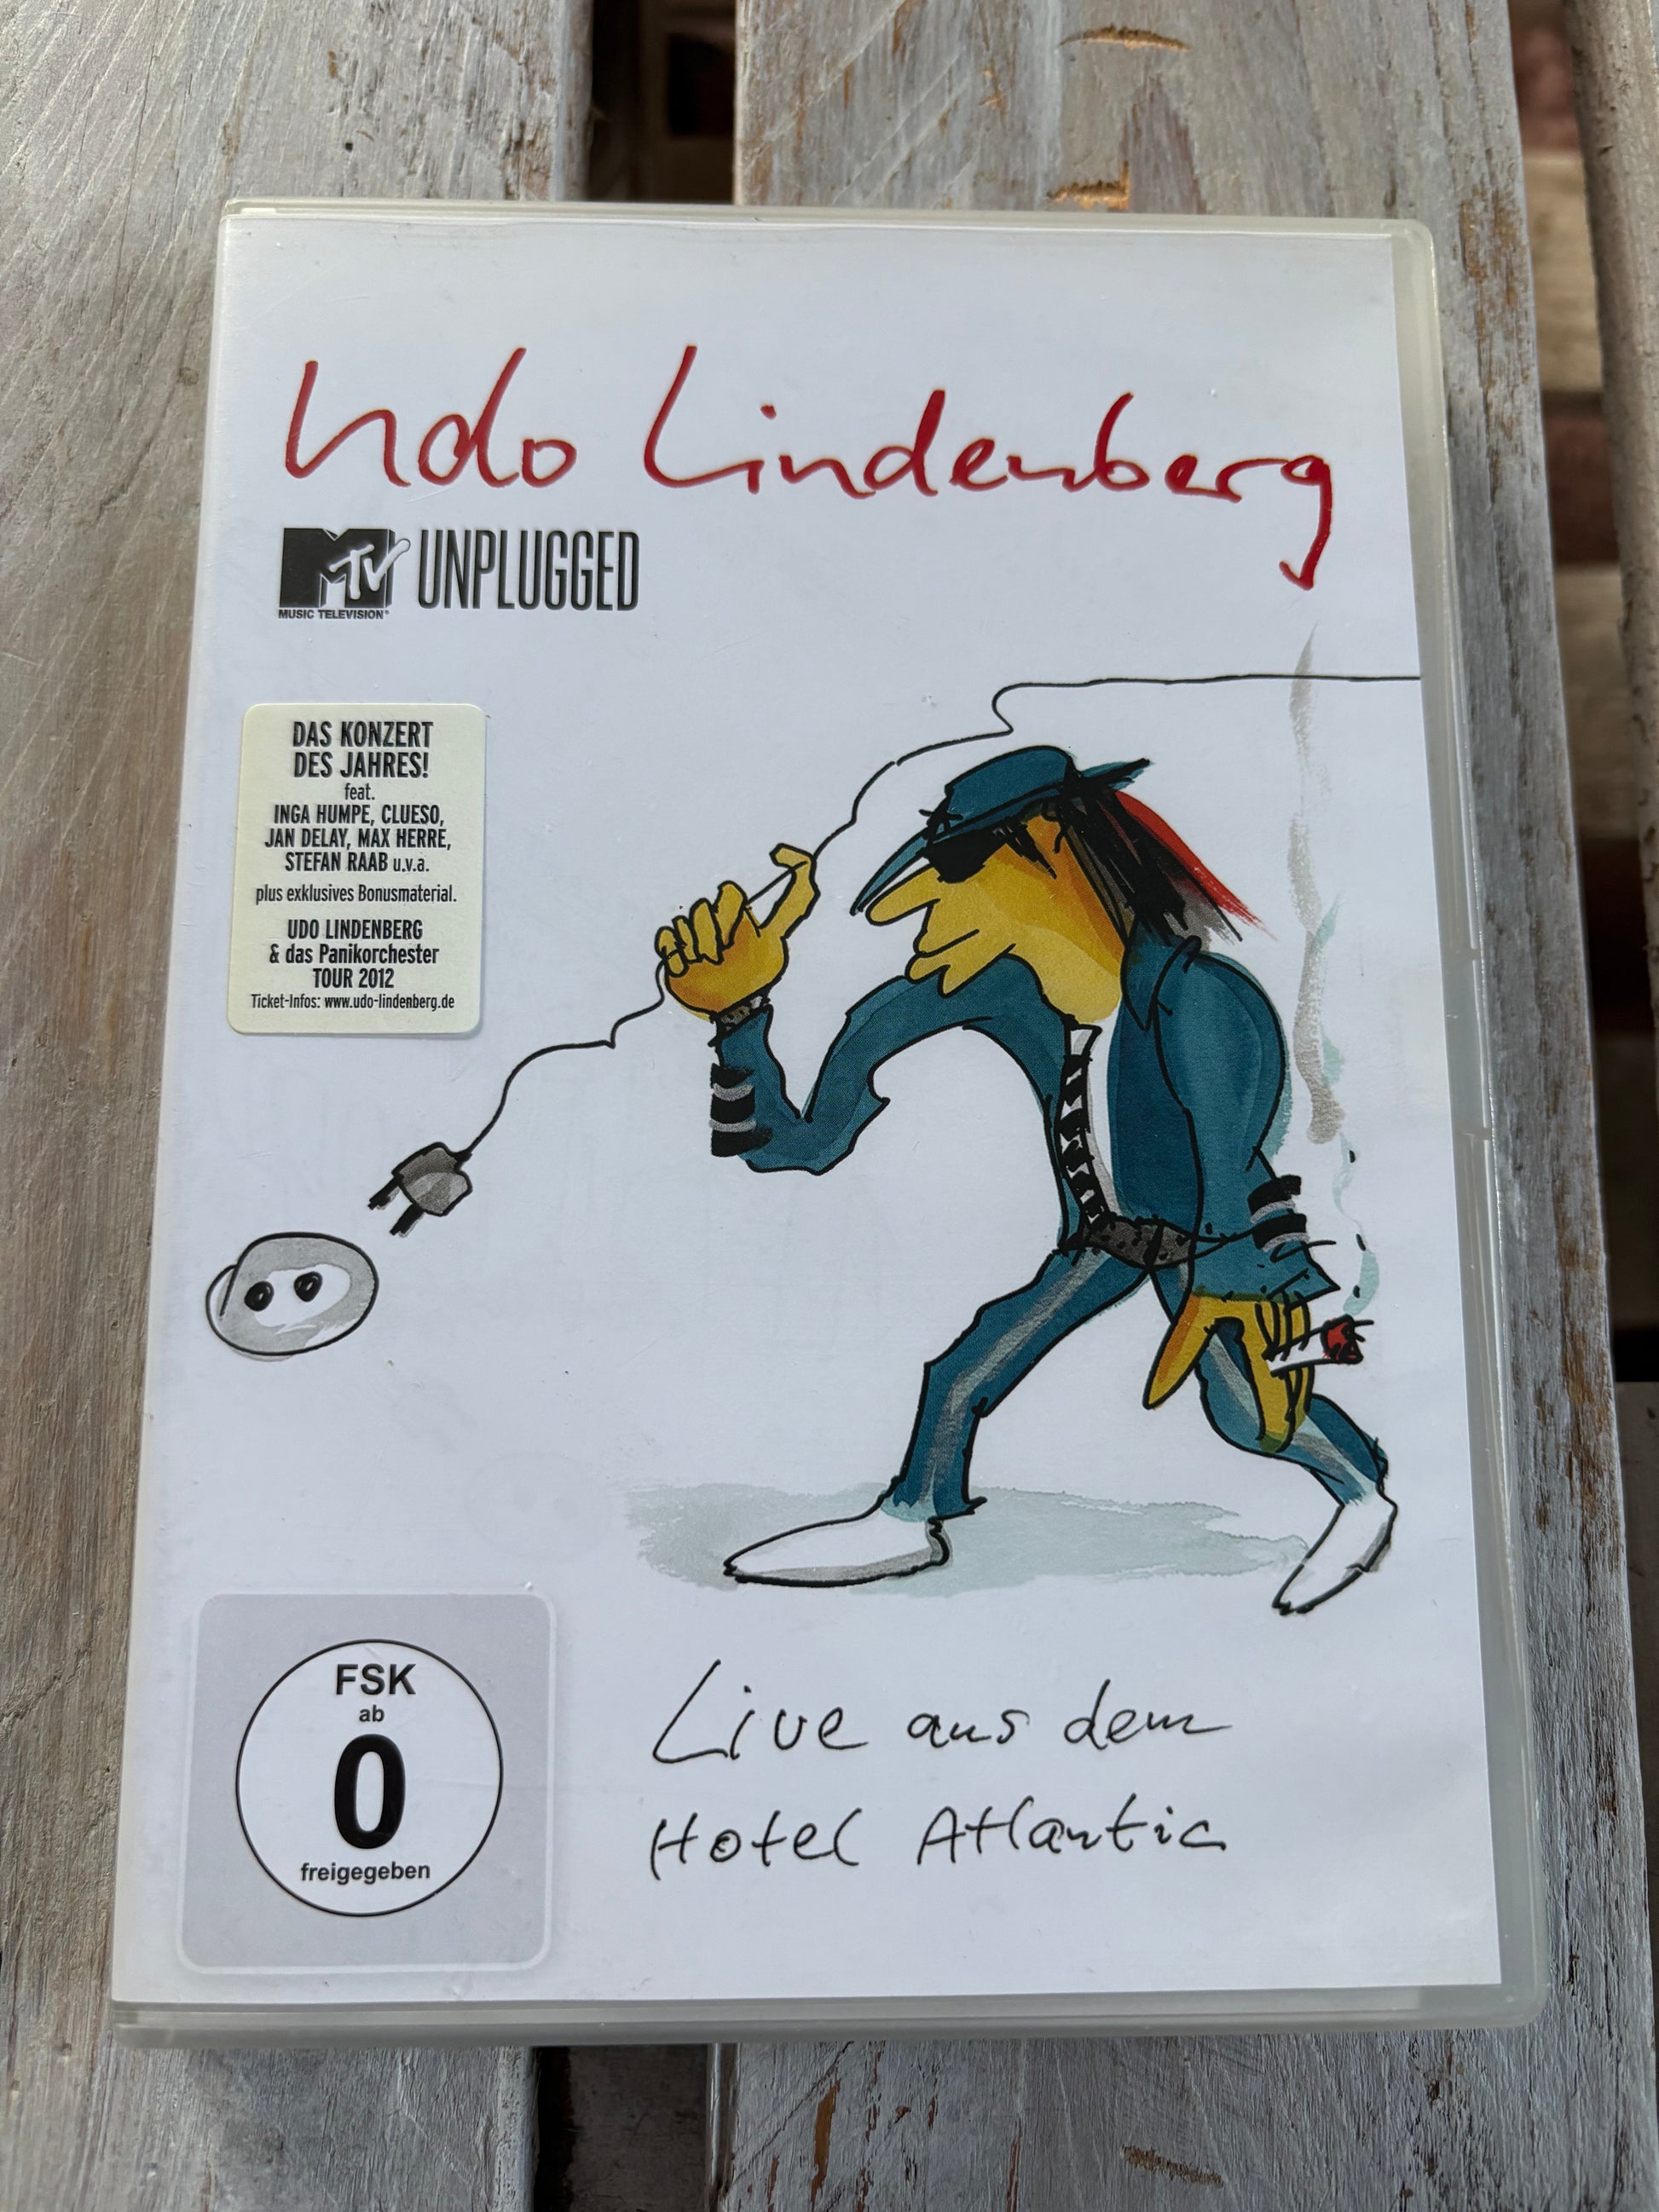 Udo Lindenberg
MTV UNPLUGGED
MUSIC TELEVISION®
DAS KONZERT
DES JAHRES!
feat.
INGA HUMPE, CLUESO,
JAN DELAY, MAX HERRE,
STEFAN RAAB u.v.a.
plus exklusives Bonusmaterial.
UDO LINDENBERG
& das Panikorchester
TOUR 2012
Ticket-Infos: www.udo-lindenberg.de
FSK
ab
0
freigegeben
Live aus dem
Hotel Atlantic